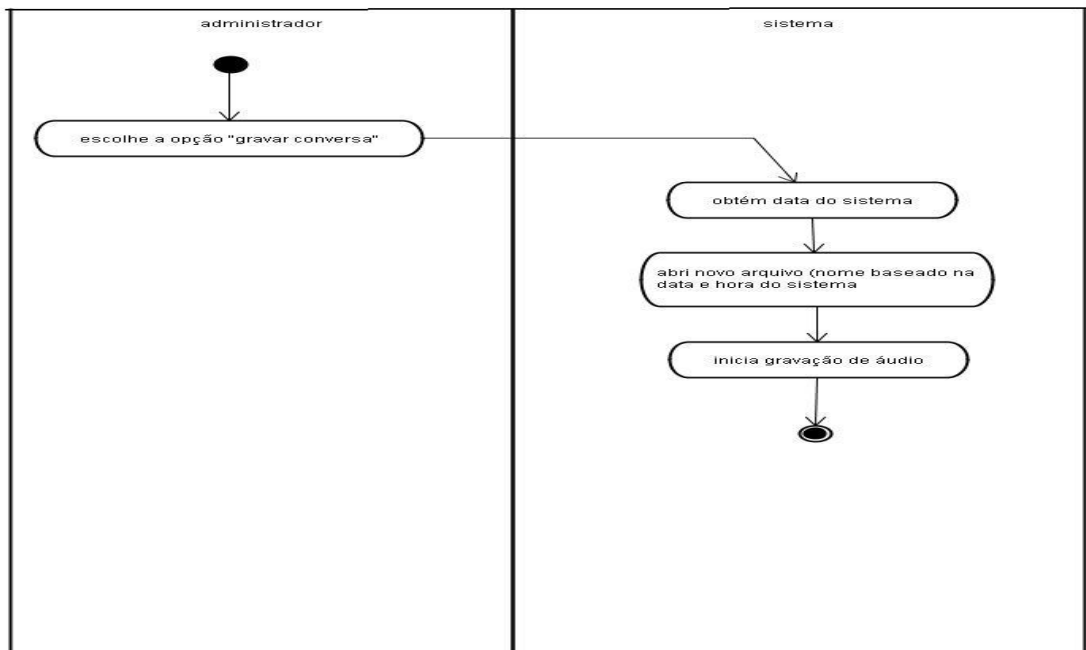 administrador
sistema
escolhe a opção "gravar conversa"
obtém data do sistema
abri novo arquivo (nome baseado na
data e hora do sistema
inicia gravação de áudio